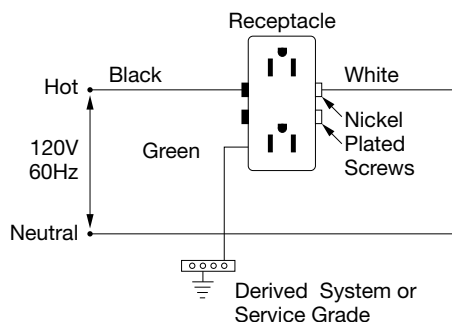 Receptacle
Hot
Black
White
120V
60Hz
Green
Nickel
Plated
Screws
Neutral
Derived System or
Service Grade